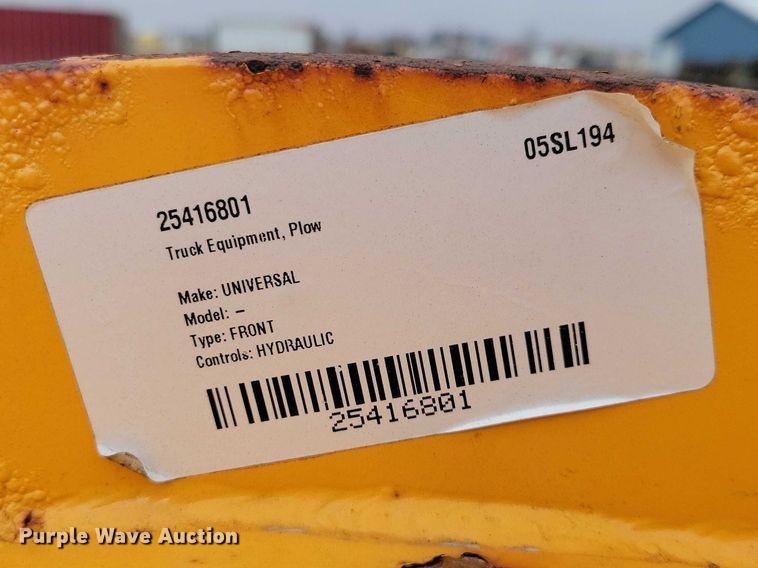 05SL194
25416801
Truck Equipment, Plow
Make: UNIVERSAL
Model: –
Type: FRONT
Controls: HYDRAULIC
25416801
Purple Wave Auction